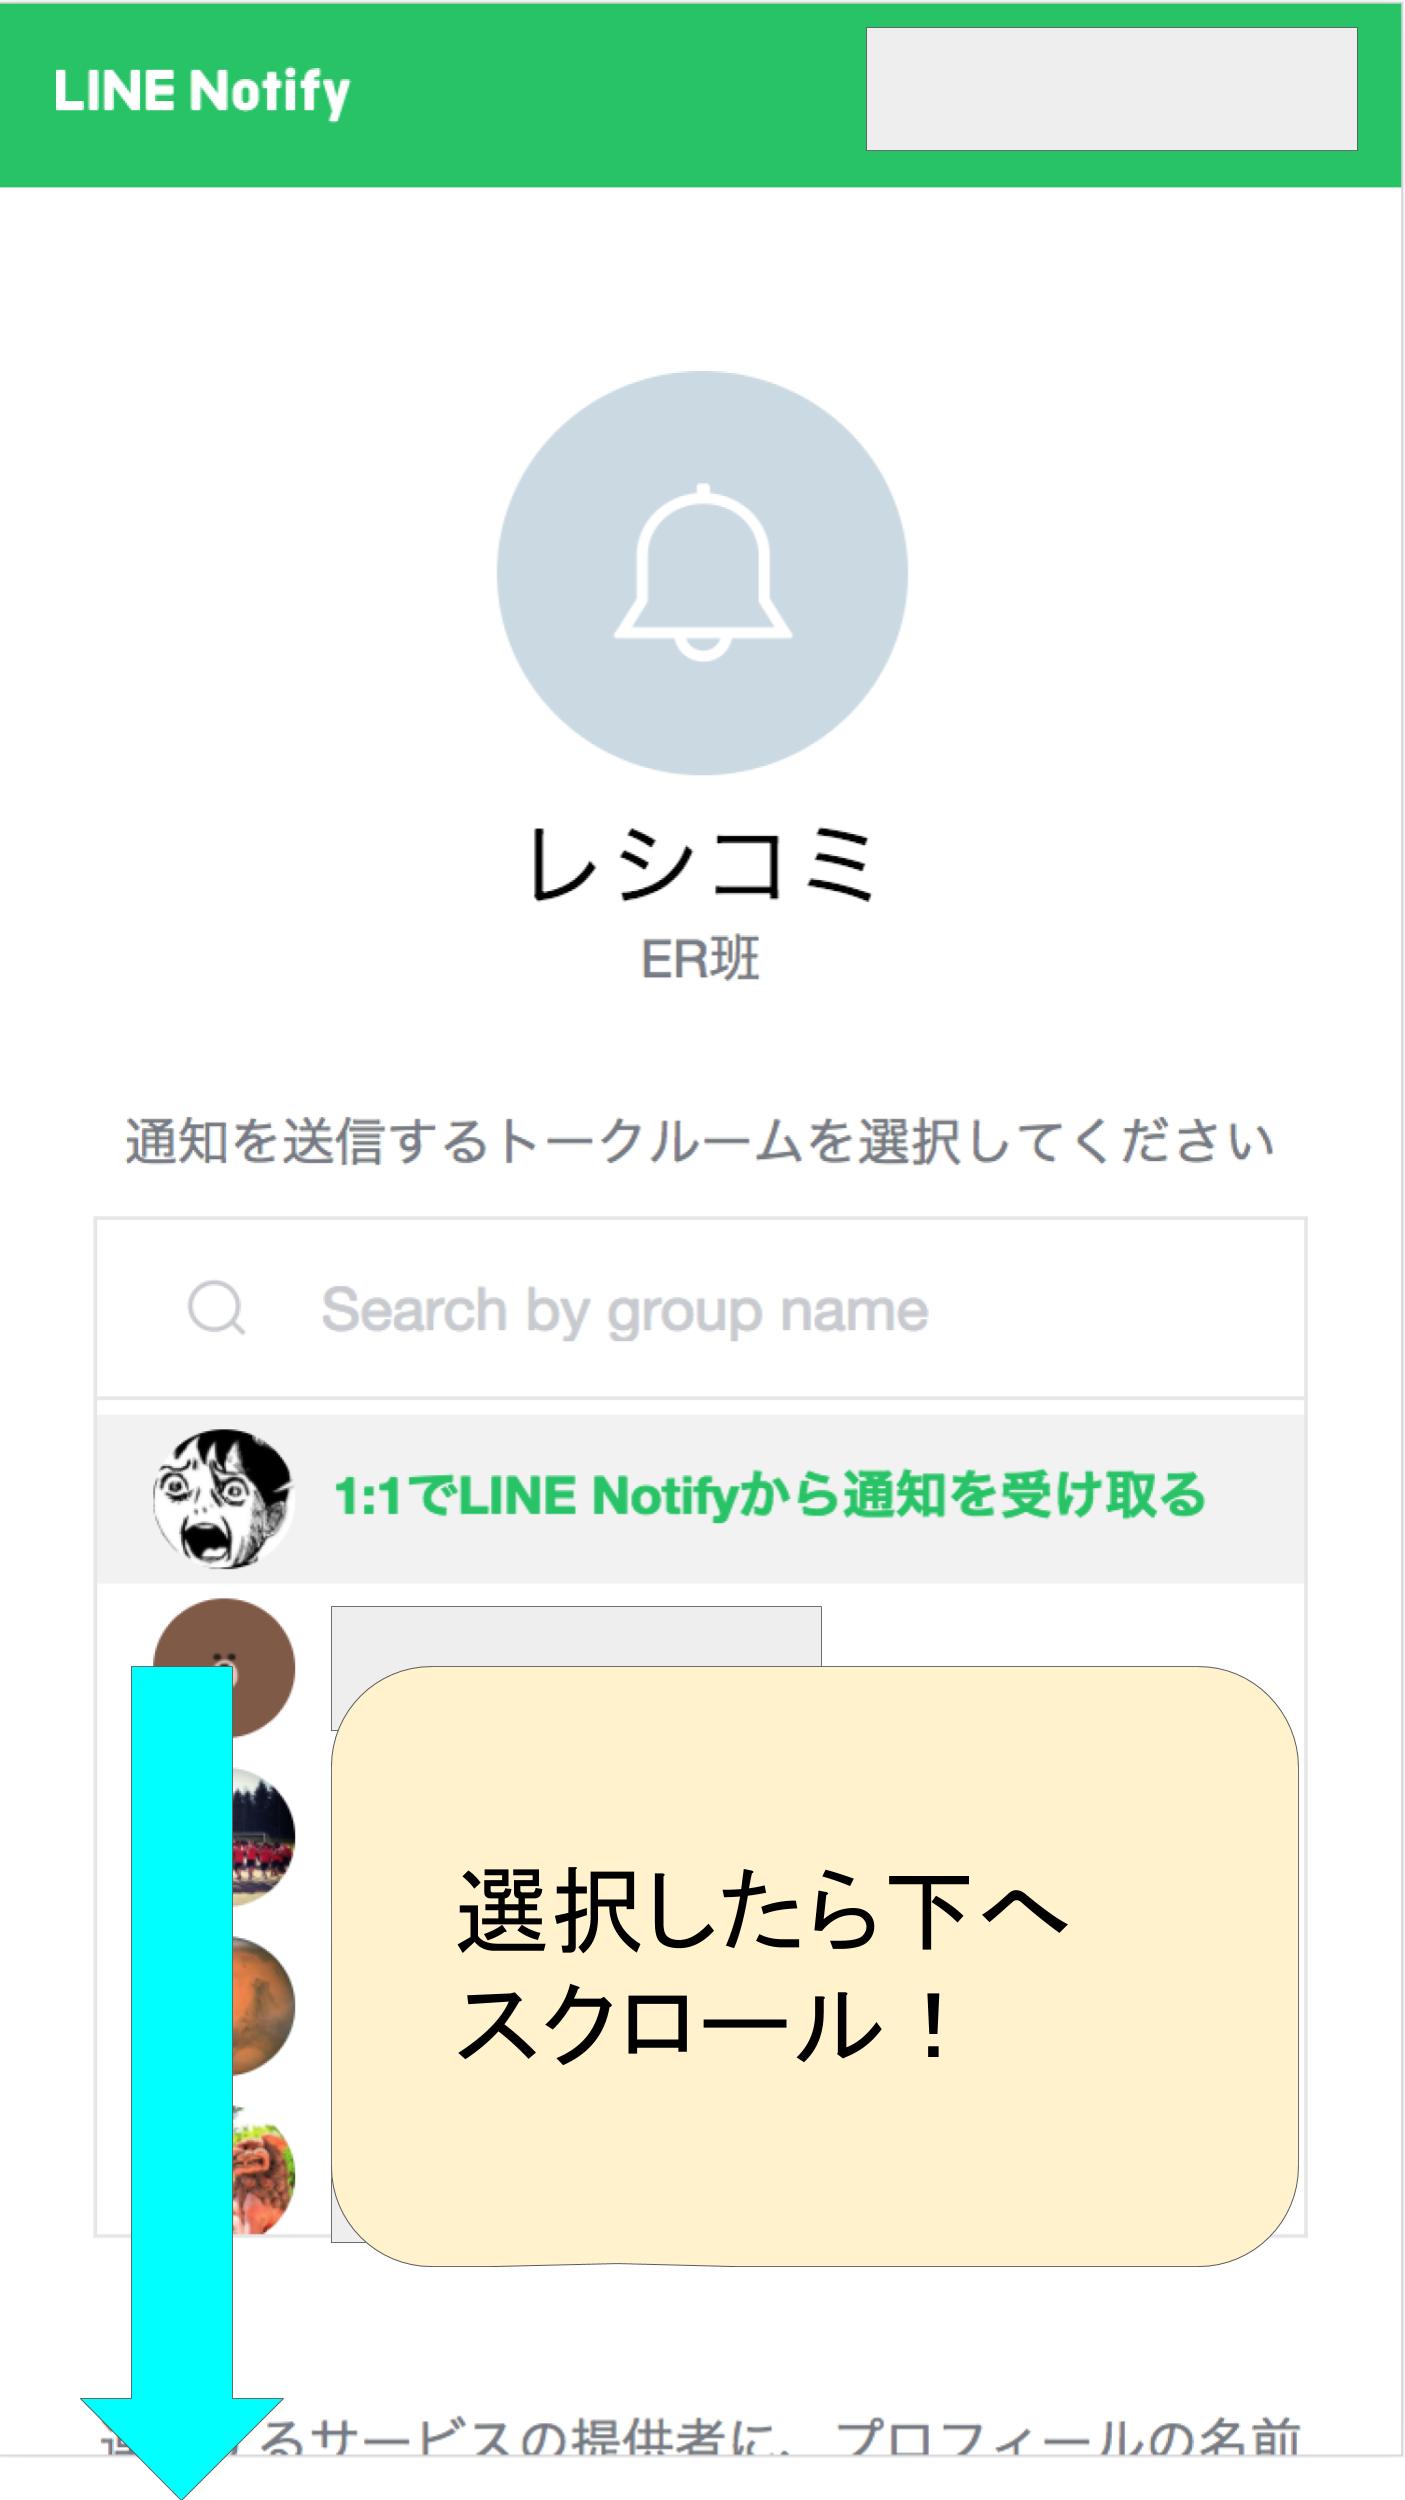 LINE Notify
レシコミ
ER班
通知を送信するトークルームを選択してください
Search by group name
1:1でLINE Notifyから通知を受け取る
選択したら下へ
スクロール！
るサービスの提供者に、プロフィールの名前